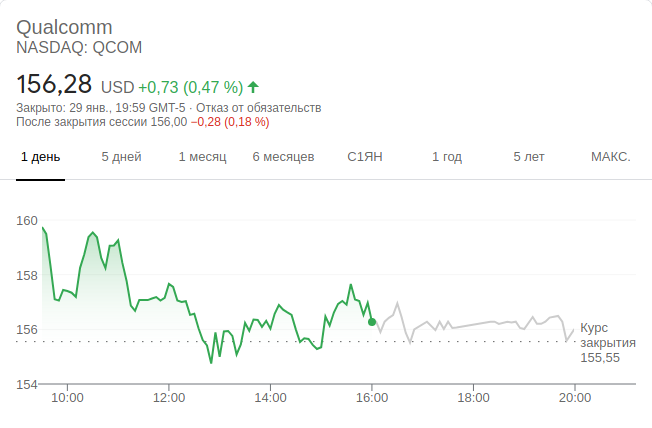 Qualcomm
NASDAQ: QCOM
156,28 USD +0,73 (0,47 %)
Закрыто: 29 янв., 19:59 GMT-5 · Отказ от обязательств
После закрытия сессии 156,00 −0,28 (0,18 %)
1 день 5 дней 1 месяц 6 месяцев С1ЯН 1 год 5 лет МАКС.
160
158
156
Курс
закрытия
155,55
154
10:00 12:00 14:00 16:00 18:00 20:00